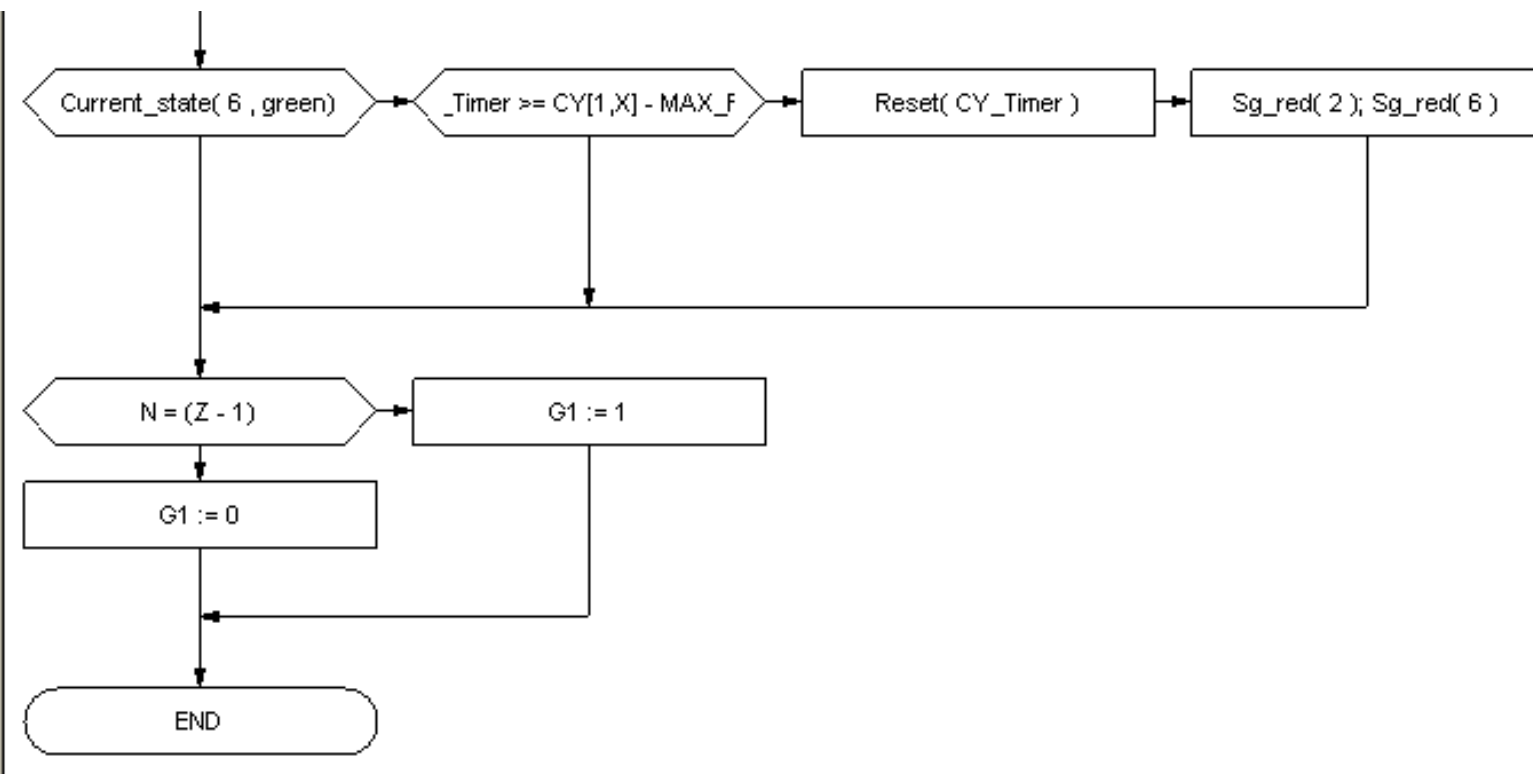 Current_state( 6 , green)
_Timer >= CY[1,X] - MAX_
Reset( CY_Timer )
Sg_red( 2 ); Sg_red( 6 )
N = (Z - 1)
G1 := 1
G1 := 0
END